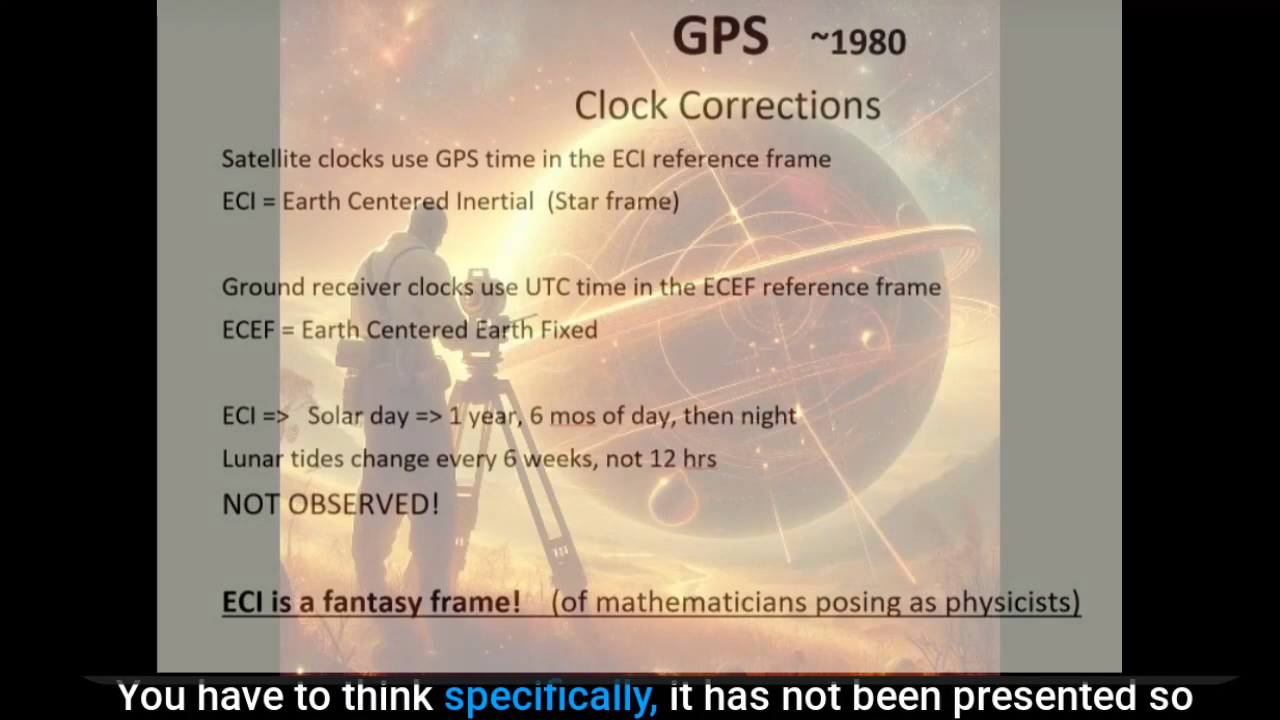 GPS ~1980
Clock Corrections
Satellite clocks use GPS time in the ECI reference frame
ECI = Earth Centered Inertial (Star frame)
Ground receiver clocks use UTC time in the ECEF reference frame
ECEF = Earth Centered Earth Fixed
ECI => Solar day => 1 year, 6 mos of day, then night
Lunar tides change every 6 weeks, not 12 hrs
NOT OBSERVED!
ECI is a fantasy frame! (of mathematicians posing as physicists)
You have to think specifically, it has not been presented so